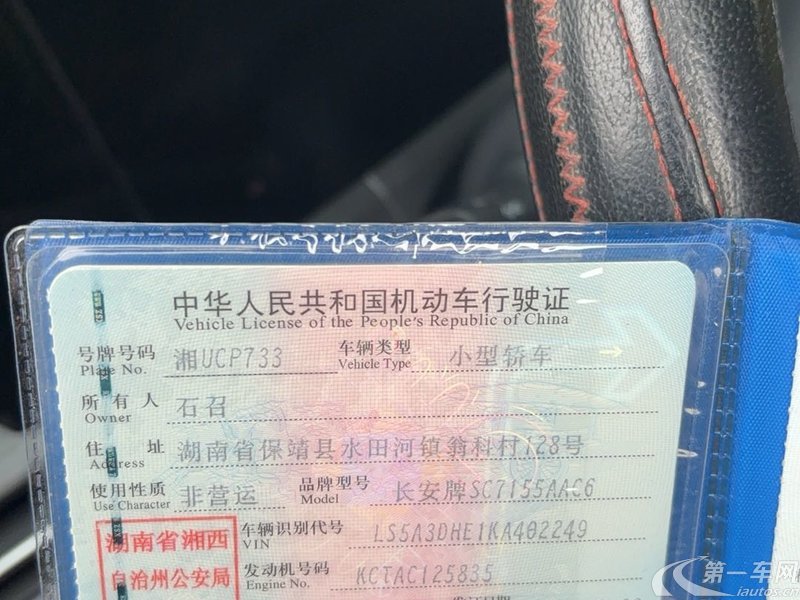 中华人民共和国机动车行驶证
Vehicle License of the People's Republic of China
号牌号码 湘UCP733 车辆类型 小型轿车
Plate No. Vehicle Type
所有人 石召
Owner
住址 湖南省保靖县水田河镇翁科村128号
Address
使用性质 非营运 品牌型号 长安牌SC7155AAC6
Use Character Model
湖南省湘西 车辆识别代号 LS5A3DHE1KA402249
VIN
自治州公安局 发动机号码 KCTAC125835
Engine No.
第一车网
iautos.cn